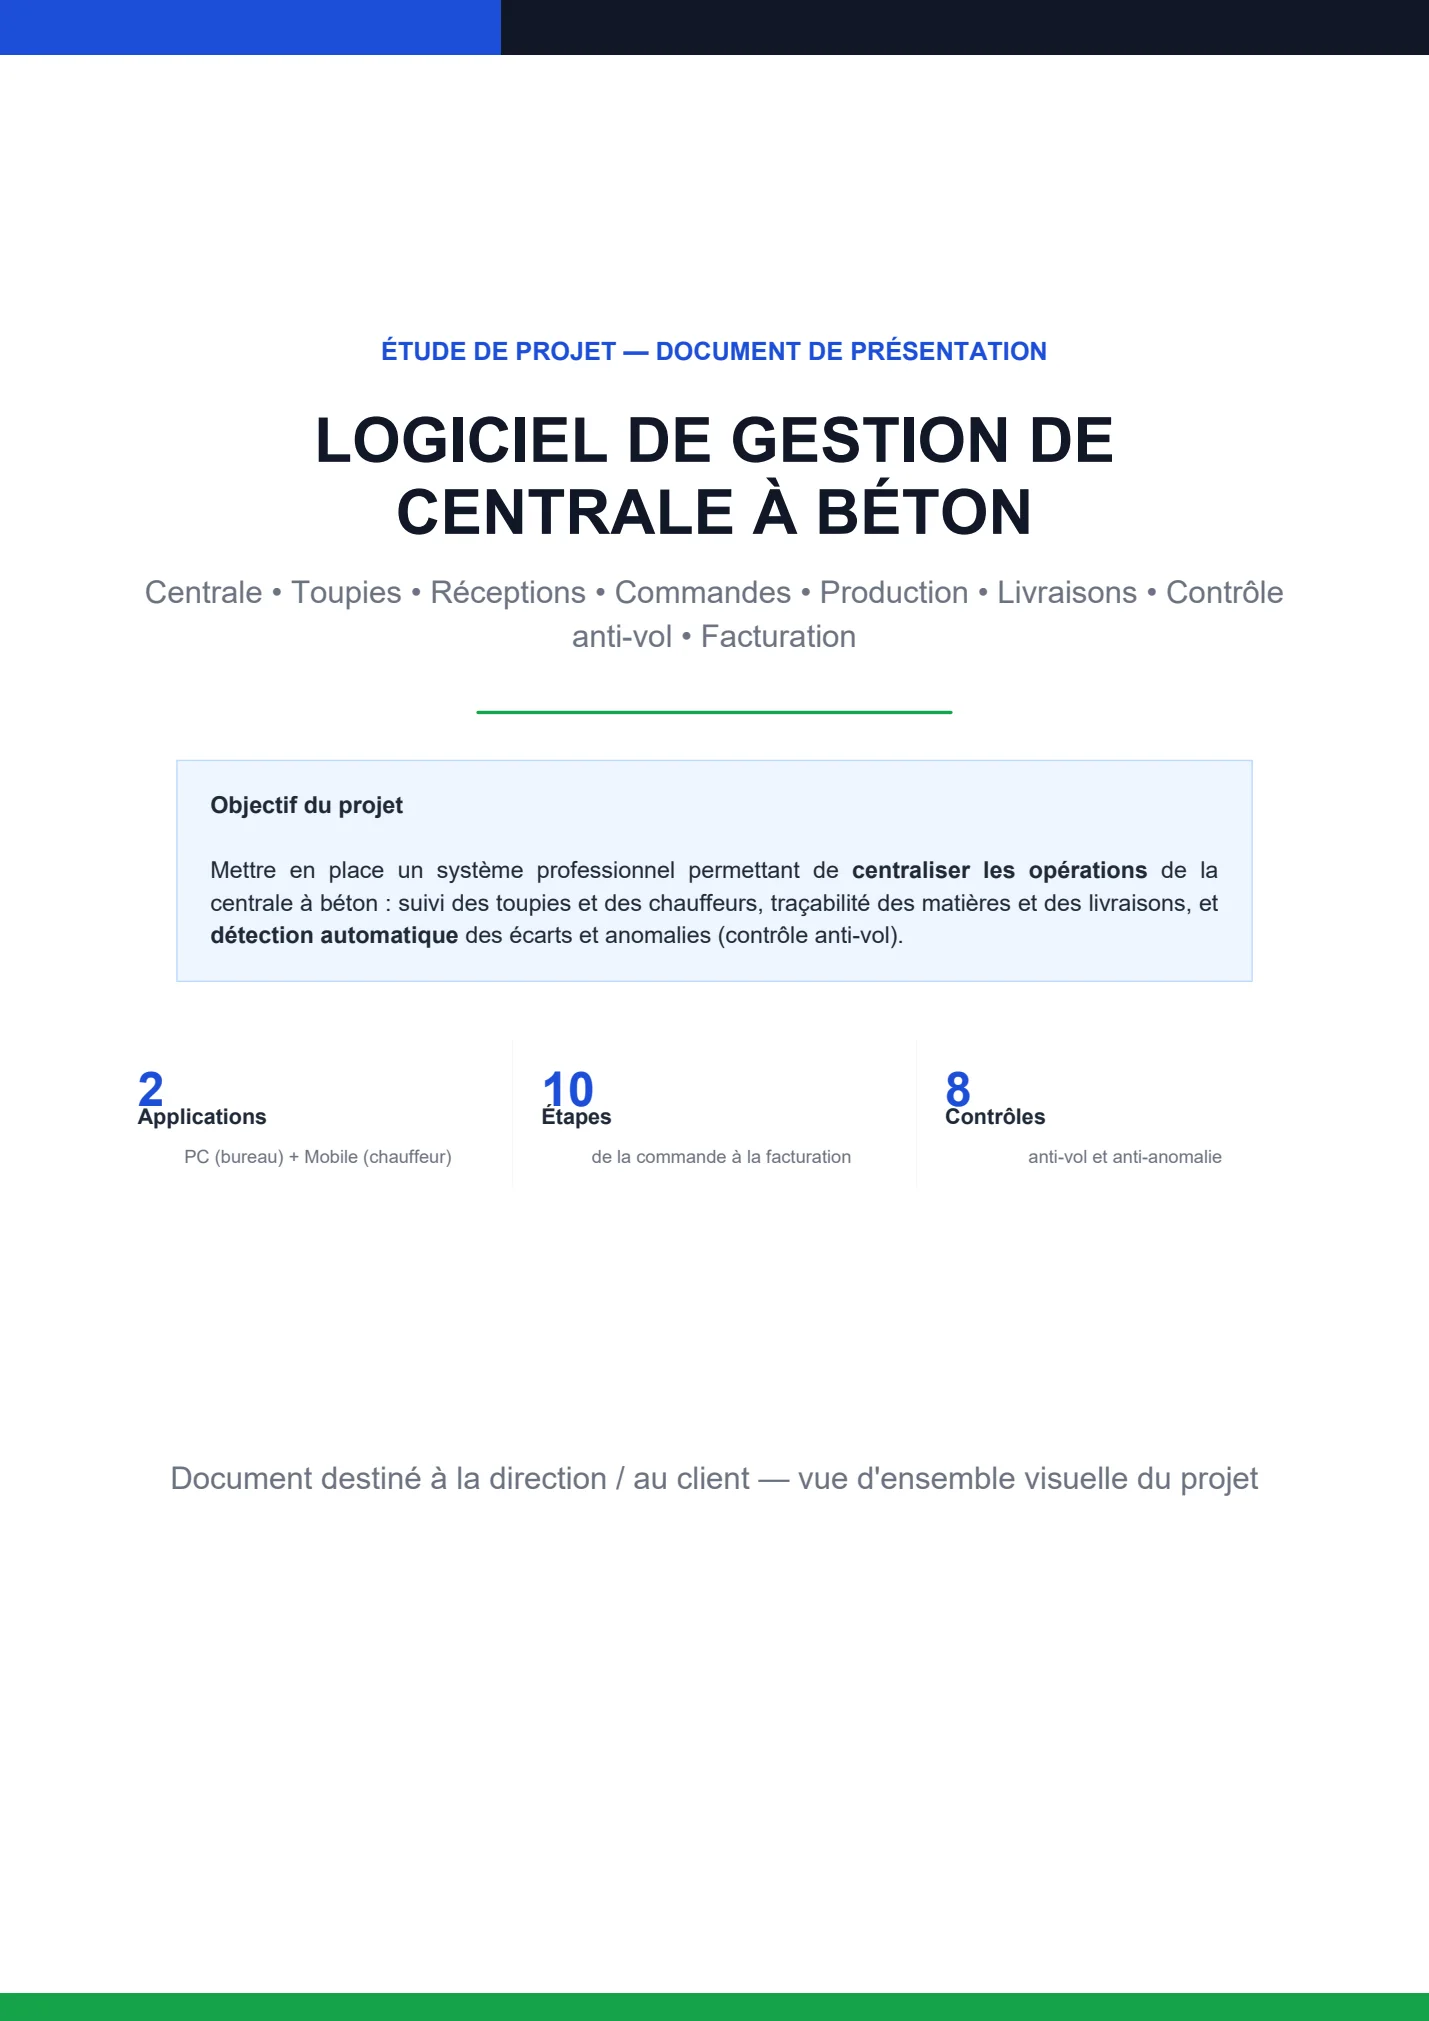 ÉTUDE DE PROJET — DOCUMENT DE PRÉSENTATION
LOGICIEL DE GESTION DE
CENTRALE À BÉTON
Centrale • Toupies • Réceptions • Commandes • Production • Livraisons • Contrôle
anti-vol • Facturation
Objectif du projet
Mettre en place un système professionnel permettant de centraliser les opérations de la
centrale à béton : suivi des toupies et des chauffeurs, traçabilité des matières et des livraisons, et
détection automatique des écarts et anomalies (contrôle anti-vol).
2
Applications
PC (bureau) + Mobile (chauffeur)
10
Étapes
de la commande à la facturation
8
Contrôles
anti-vol et anti-anomalie
Document destiné à la direction / au client — vue d'ensemble visuelle du projet